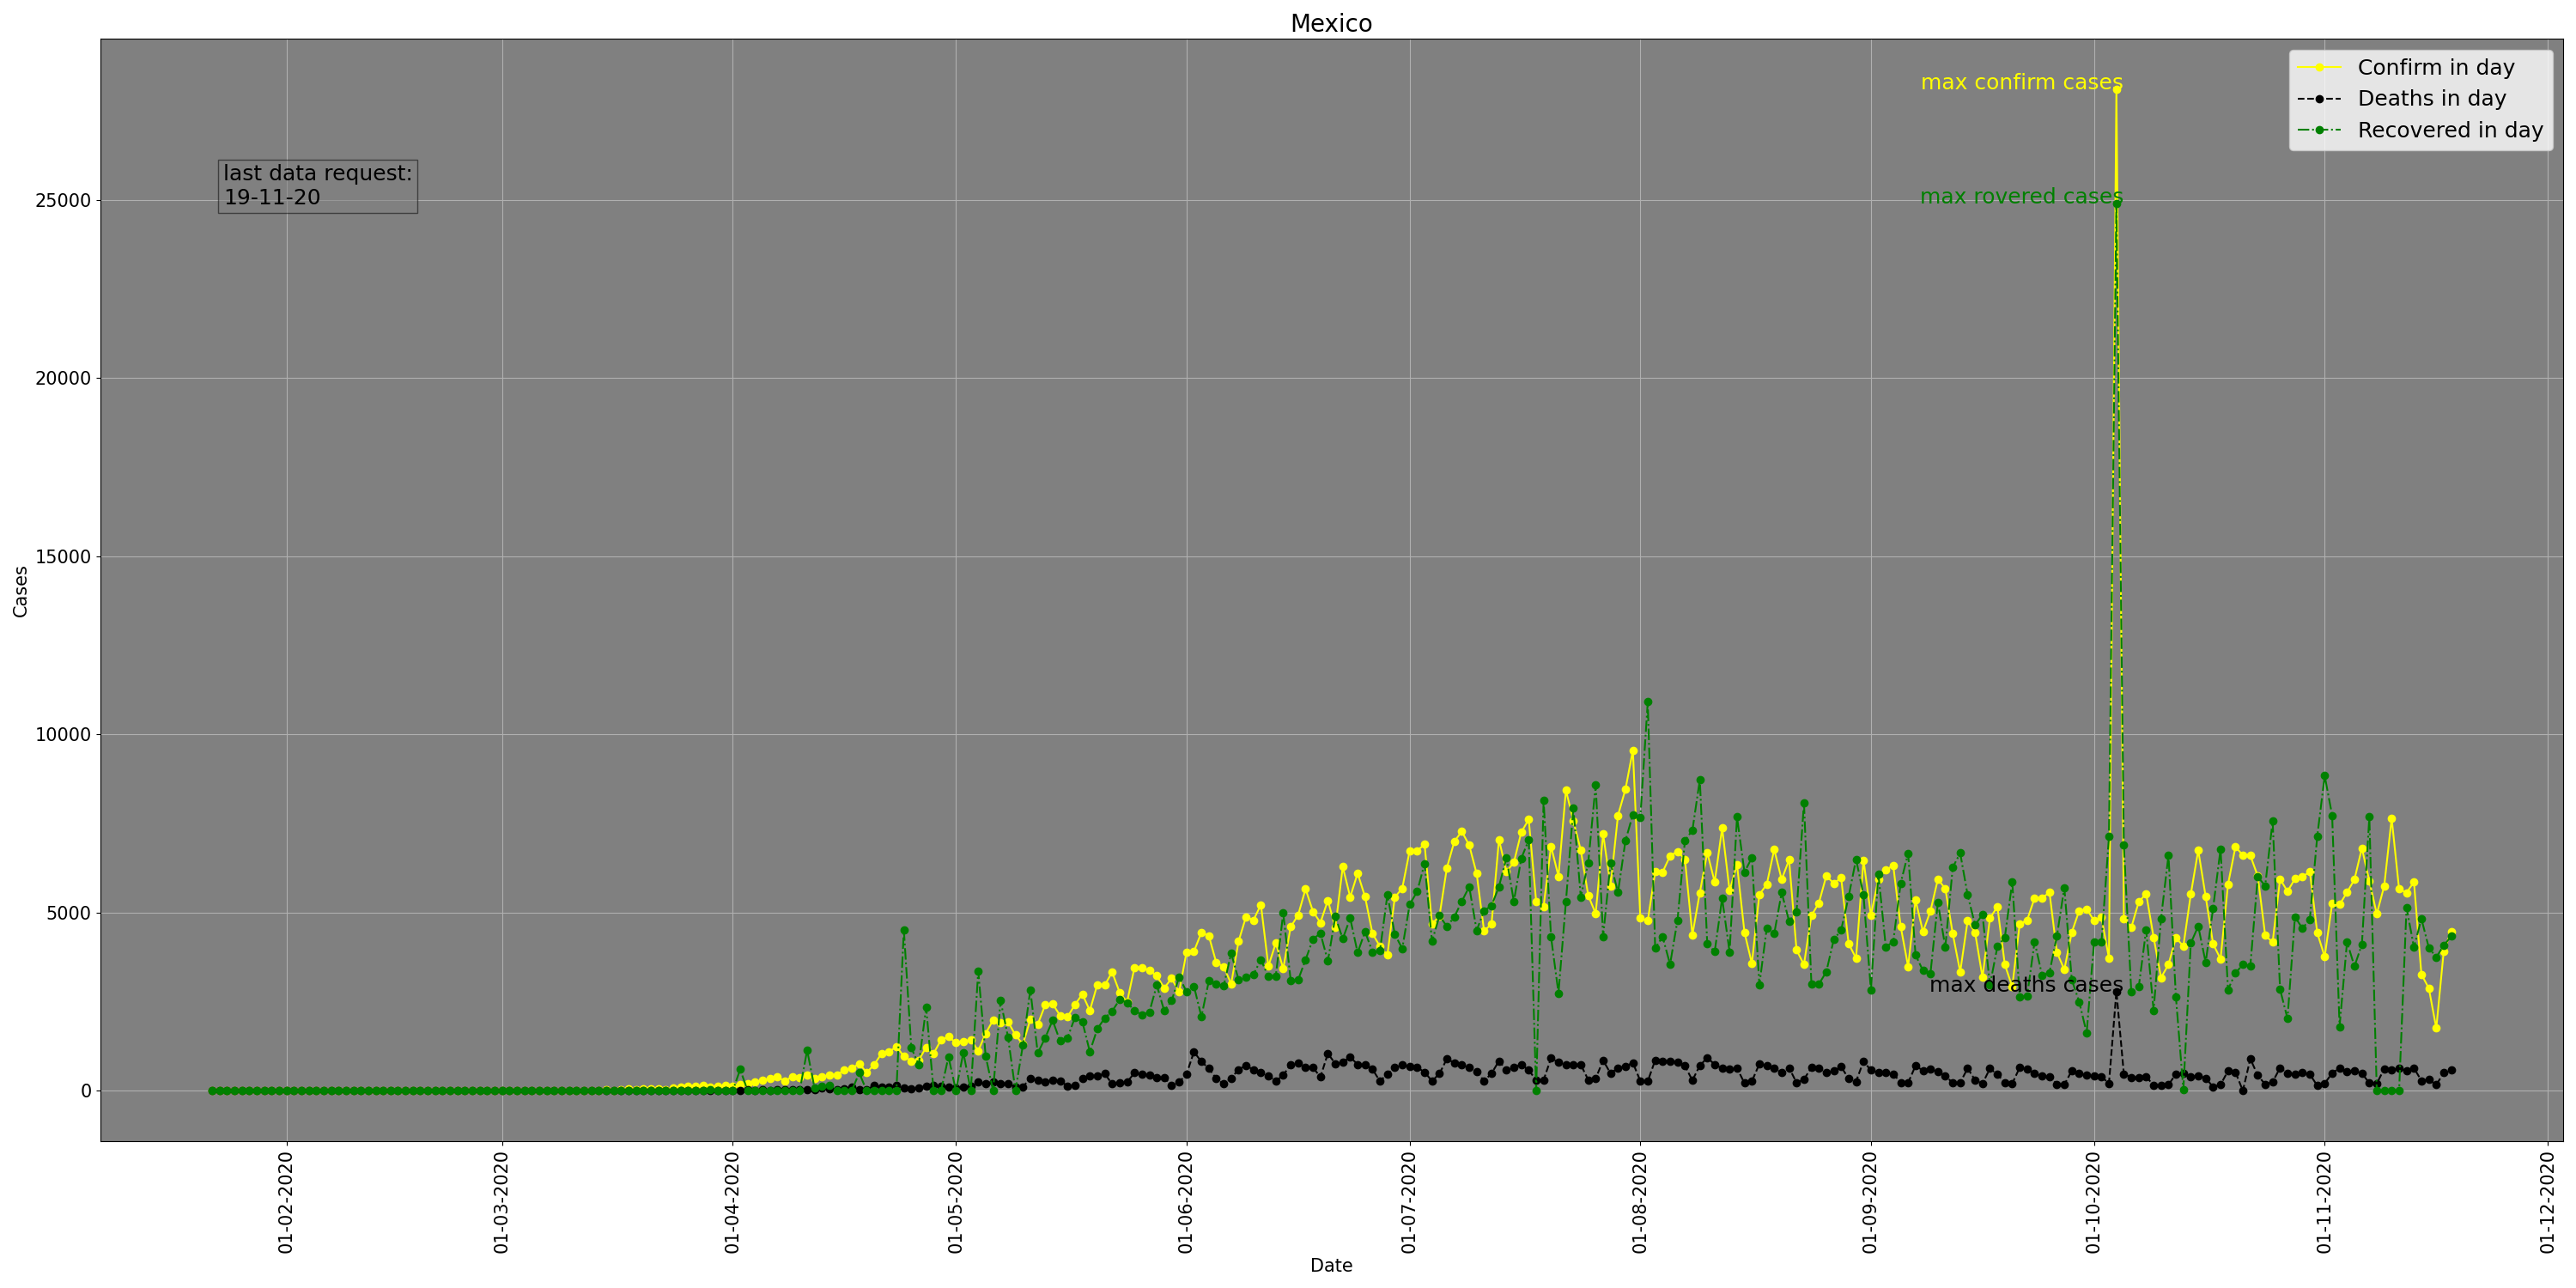 Mexico
max confirm cases
Confirm in day
Deaths in day
Recovered in day
last data request:
19-11-20
max rovered cases
max deaths cases
25000
20000
15000
10000
5000
0
Cases
01-02-2020
01-03-2020
01-04-2020
01-05-2020
01-06-2020
01-07-2020
01-08-2020
01-09-2020
01-10-2020
01-11-2020
01-12-2020
Date